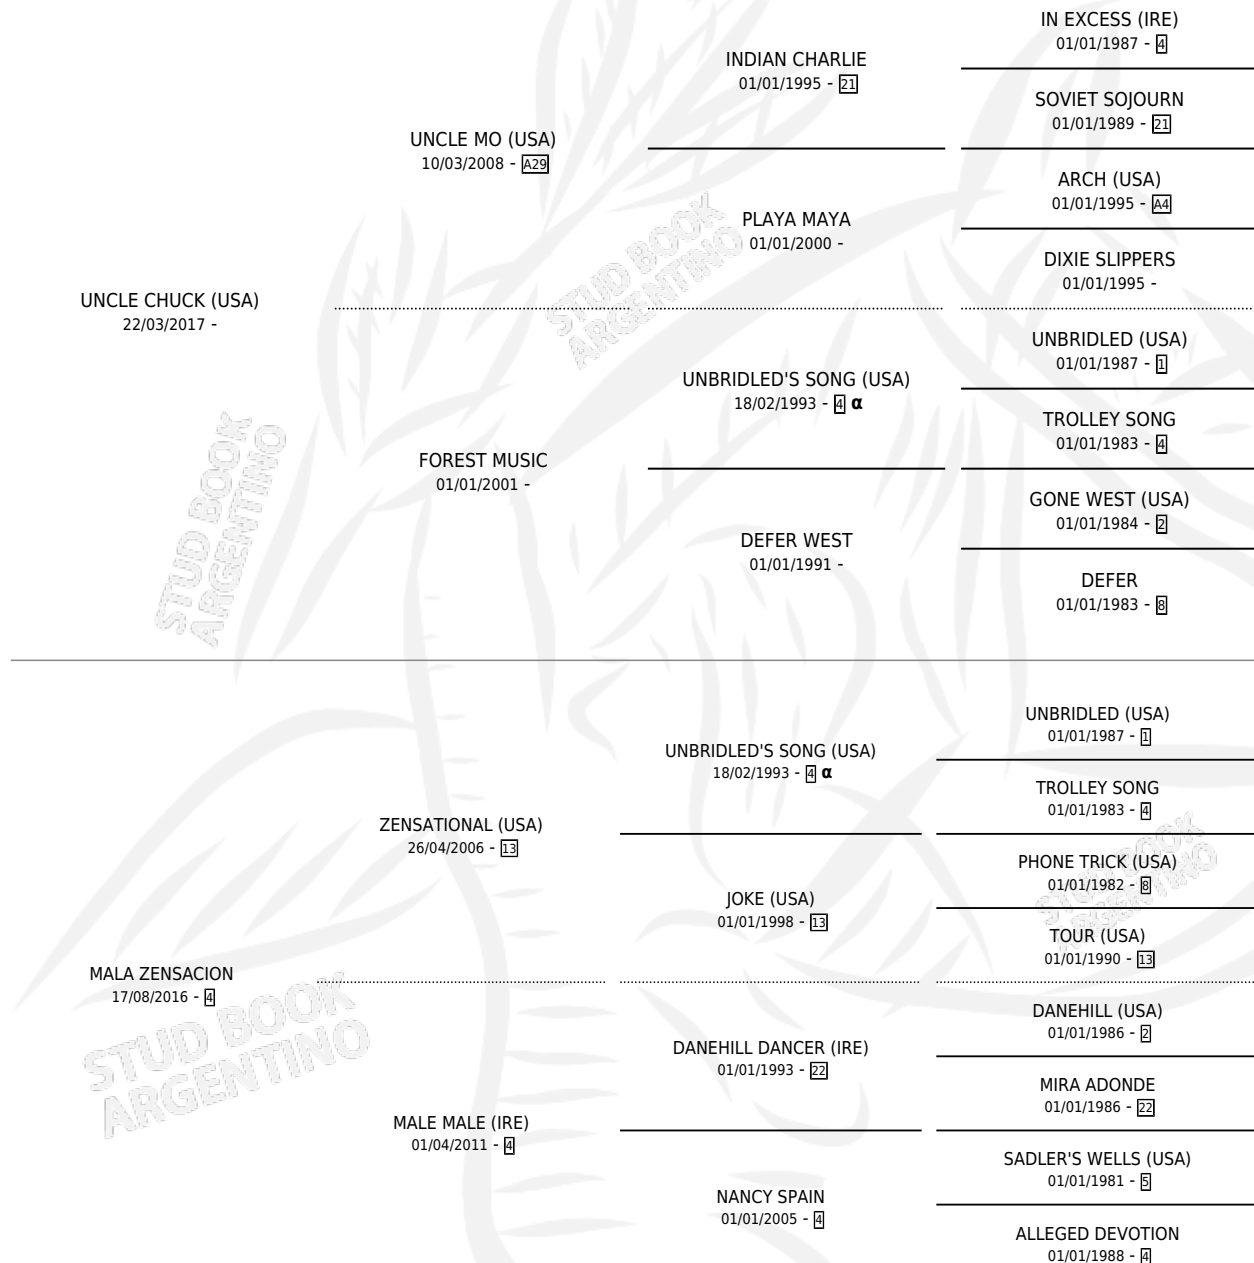 IN EXCESS (IRE)
01/01/1987 - 4
INDIAN CHARLIE
01/01/1995 - 21
SOVIET SOJOURN
01/01/1989 - 21
UNCLE MO (USA)
10/03/2008 - A29
ARCH (USA)
01/01/1995 - A4
PLAYA MAYA
01/01/2000 -
DIXIE SLIPPERS
01/01/1995 -
STUD BOOK
ARGENTINO
UNCLE CHUCK (USA)
22/03/2017 -
UNBRIDLED (USA)
01/01/1987 - 1
UNBRIDLED'S SONG (USA)
18/02/1993 - 4 α
TROLLEY SONG
01/01/1983 - 4
STUD BOOK
ARGENTINO
FOREST MUSIC
01/01/2001 -
GONE WEST (USA)
01/01/1984 - 2
DEFER WEST
01/01/1991 -
DEFER
01/01/1983 - 8
UNBRIDLED (USA)
01/01/1987 - 1
UNBRIDLED'S SONG (USA)
18/02/1993 - 4 α
TROLLEY SONG
01/01/1983 - 4
ZENSATIONAL (USA)
26/04/2006 - 13
STUD BOOK
ARGENTINO
PHONE TRICK (USA)
01/01/1982 - 8
JOKE (USA)
01/01/1998 - 13
TOUR (USA)
01/01/1990 - 13
MALA ZENSACION
17/08/2016 - 4
STUD BOOK
ARGENTINO
DANEHILL (USA)
01/01/1986 - 2
DANEHILL DANCER (IRE)
01/01/1993 - 22
MIRA ADONDE
01/01/1986 - 22
MALE MALE (IRE)
01/04/2011 - 4
SADLER'S WELLS (USA)
01/01/1981 - 5
NANCY SPAIN
01/01/2005 - 4
ALLEGED DEVOTION
01/01/1988 - 4